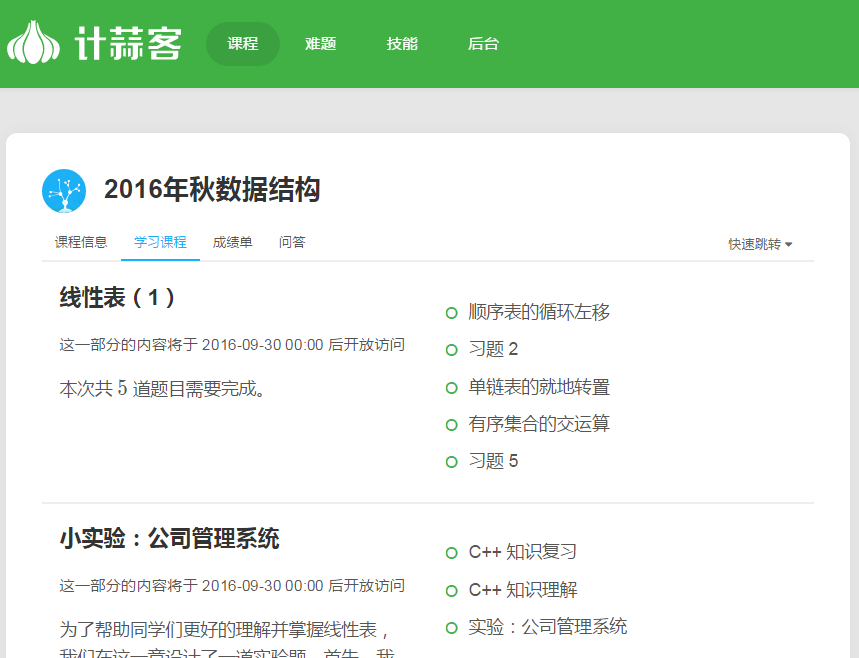 计蒜客
课程 难题 技能 后台
2016年秋数据结构
课程信息 学习课程 成绩单 问答 快速跳转
线性表（1）
这一部分的内容将于 2016-09-30 00:00 后开放访问
本次共 5 道题目需要完成。
顺序表的循环左移
习题 2
单链表的就地转置
有序集合的交运算
习题 5
小实验：公司管理系统
这一部分的内容将于 2016-09-30 00:00 后开放访问
为了帮助同学们更好的理解并掌握线性表，
我们在这一章设计了一道实验题。首先，我
C++ 知识复习
C++ 知识理解
实验：公司管理系统